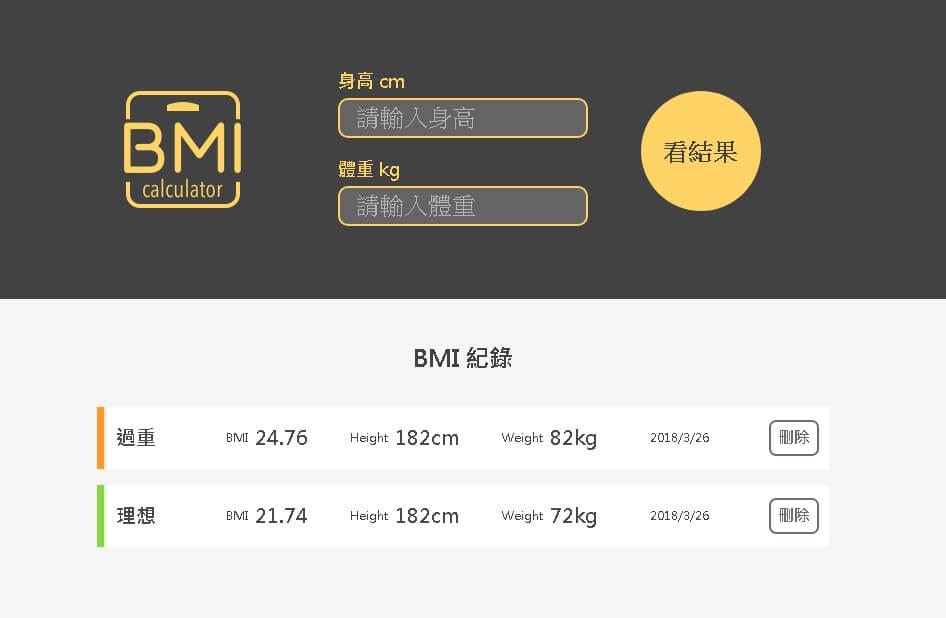 BMI
calculator
身高 cm
請輸入身高
體重 kg
請輸入體重
看結果
BMI 紀錄
過重 BMI 24.76 Height 182cm Weight 82kg 2018/3/26 刪除
理想 BMI 21.74 Height 182cm Weight 72kg 2018/3/26 刪除